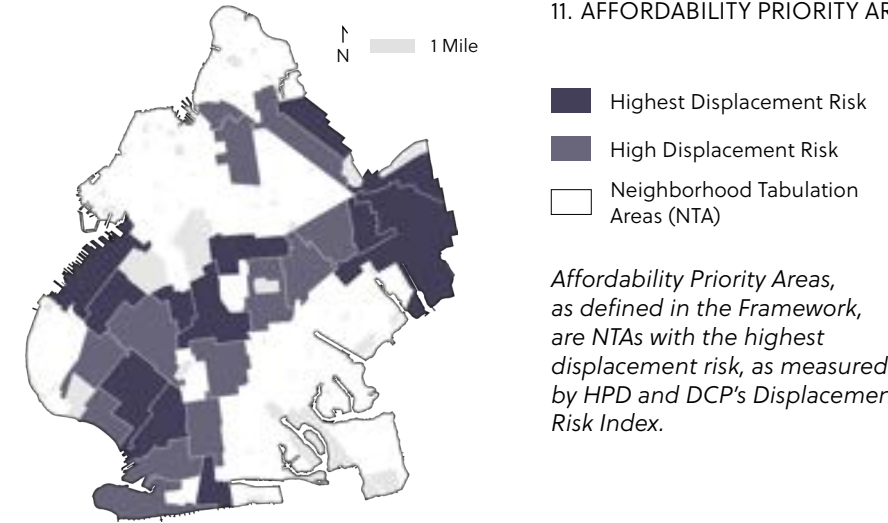 11. AFFORDABILITY PRIORITY AR
N
1 Mile
Highest Displacement Risk
High Displacement Risk
Neighborhood Tabulation
Areas (NTA)
Affordability Priority Areas,
as defined in the Framework,
are NTAs with the highest
displacement risk, as measured
by HPD and DCP's Displacemen
Risk Index.